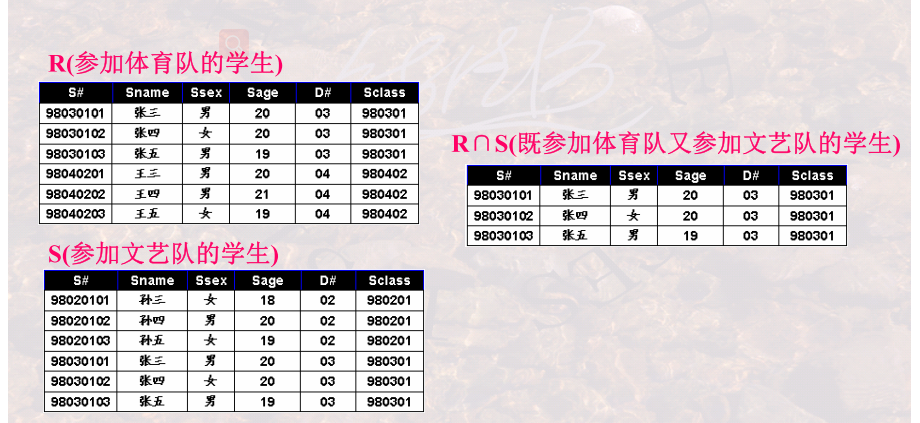 R(参加体育队的学生)
S# Sname Ssex Sage D# Sclass
98030101 张三 男 20 03 980301
98030102 张四 女 20 03 980301
98030103 张五 男 19 03 980301
98040201 王三 男 20 04 980402
98040202 王四 男 21 04 980402
98040203 王五 女 19 04 980402
S(参加文艺队的学生)
S# Sname Ssex Sage D# Sclass
98020101 孙三 女 18 02 980201
98020102 孙四 男 20 02 980201
98020103 孙五 女 19 02 980201
98030101 张三 男 20 03 980301
98030102 张四 女 20 03 980301
98030103 张五 男 19 03 980301
R∩S(既参加体育队又参加文艺队的学生)
S# Sname Ssex Sage D# Sclass
98030101 张三 男 20 03 980301
98030102 张四 女 20 03 980301
98030103 张五 男 19 03 980301